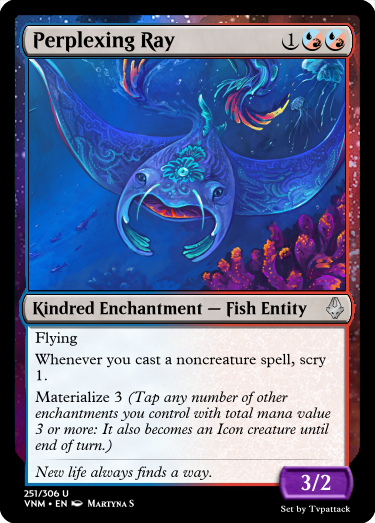 Perplexing Ray 1
Kindred Enchantment — Fish Entity
Flying
Whenever you cast a noncreature spell, scry
1.
Materialize 3 (Tap any number of other
enchantments you control with total mana value
3 or more: It also becomes an Icon creature until
end of turn.)
New life always finds a way.
3/2
251/306 U
VNM • EN Martyna S
Set by Tvpattack